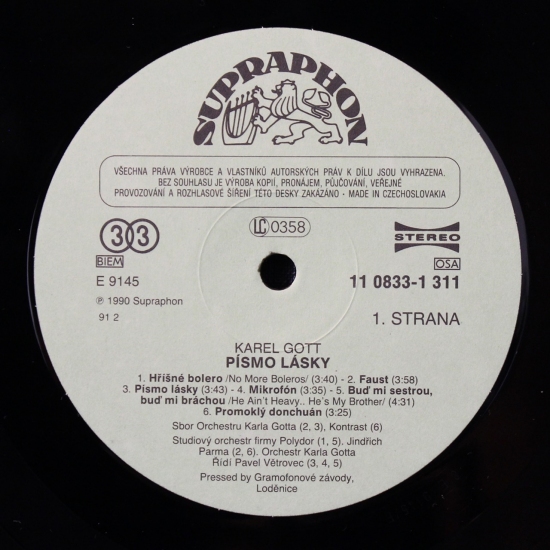 SUPRAPHON
VŠECHNA PRÁVA VÝROBCE A VLASTNÍKŮ AUTORSKÝCH PRÁV K DÍLU JSOU VYHRAZENA.
BEZ SOUHLASU JE VÝROBA KOPIÍ, PRONÁJEM, PŮJČOVÁNÍ, VEŘEJNÉ
PROVOZOVÁNÍ A ROZHLASOVÉ ŠÍŘENÍ TÉTO DESKY ZAKÁZÁNO - MADE IN CZECHOSLOVAKIA
33
LC 0358
STEREO
BIEM
OSA
E 9145
11 0833-1 311
℗ 1990 Supraphon
91 2
1. STRANA
KAREL GOTT
PÍSMO LÁSKY
1. Hříšné bolero /No More Boleros/ (3:40) - 2. Faust (3:58)
3. Písmo lásky (3:43) - 4. Mikrofón (3:35) - 5. Buď mi sestrou,
buď mi bráchou /He Ain't Heavy.. He's My Brother/ (4:31)
6. Promoklý donchuán (3:25)
Sbor Orchestru Karla Gotta (2, 3), Kontrast (6)
Studiový orchestr firmy Polydor (1, 5). Jindřich
Parma (2, 6). Orchestr Karla Gotta
Řídí Pavel Větrovec (3, 4, 5)
Pressed by Gramofonové závody,
Loděnice